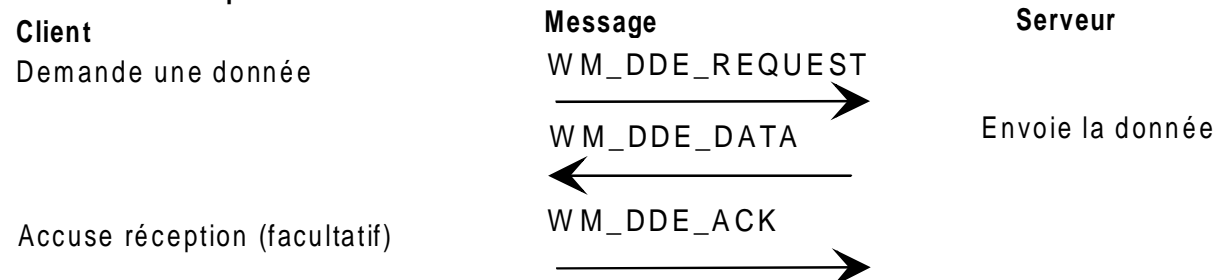 Client Message Serveur
Demande une donnée WM_DDE_REQUEST
WM_DDE_DATA Envoie la donnée
Accuse réception (facultatif) WM_DDE_ACK